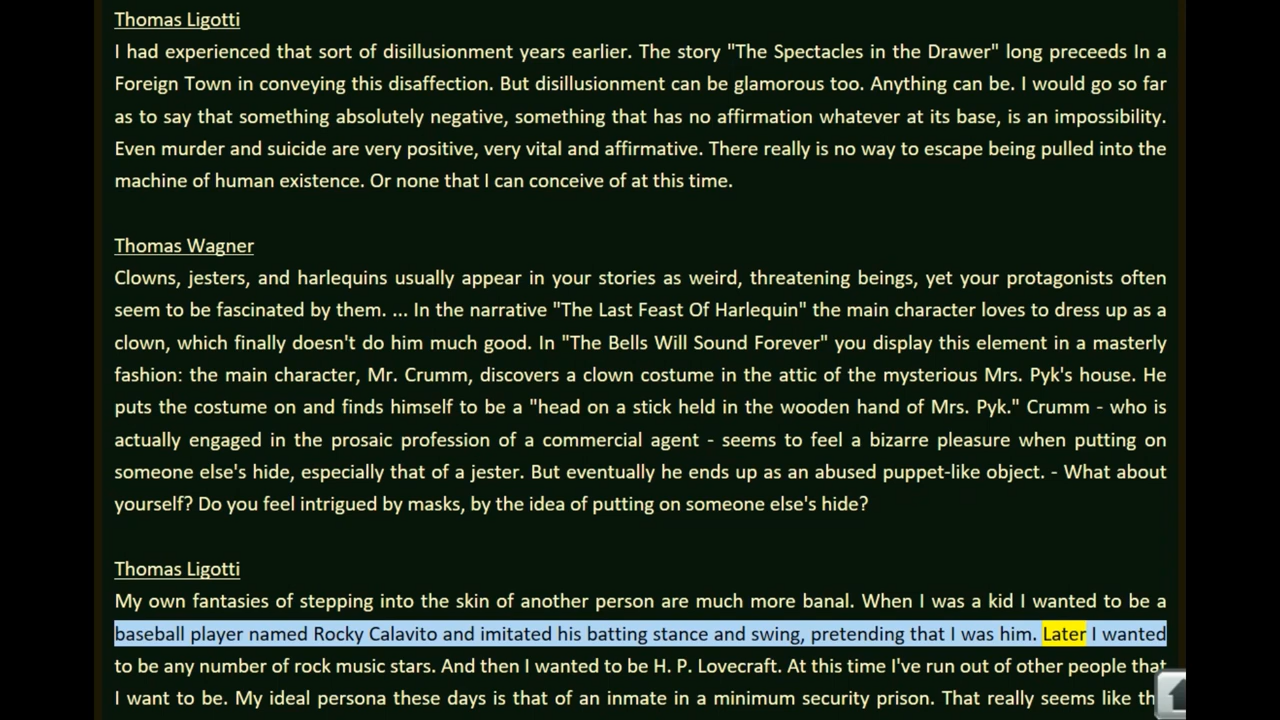 Thomas Ligotti
I had experienced that sort of disillusionment years earlier. The story "The Spectacles in the Drawer" long preceeds In a
Foreign Town in conveying this disaffection. But disillusionment can be glamorous too. Anything can be. I would go so far
as to say that something absolutely negative, something that has no affirmation whatever at its base, is an impossibility.
Even murder and suicide are very positive, very vital and affirmative. There really is no way to escape being pulled into the
machine of human existence. Or none that I can conceive of at this time.
Thomas Wagner
Clowns, jesters, and harlequins usually appear in your stories as weird, threatening beings, yet your protagonists often
seem to be fascinated by them. ... In the narrative "The Last Feast Of Harlequin" the main character loves to dress up as a
clown, which finally doesn't do him much good. In "The Bells Will Sound Forever" you display this element in a masterly
fashion: the main character, Mr. Crumm, discovers a clown costume in the attic of the mysterious Mrs. Pyk's house. He
puts the costume on and finds himself to be a "head on a stick held in the wooden hand of Mrs. Pyk." Crumm - who is
actually engaged in the prosaic profession of a commercial agent - seems to feel a bizarre pleasure when putting on
someone else's hide, especially that of a jester. But eventually he ends up as an abused puppet-like object. - What about
yourself? Do you feel intrigued by masks, by the idea of putting on someone else's hide?
Thomas Ligotti
My own fantasies of stepping into the skin of another person are much more banal. When I was a kid I wanted to be a
baseball player named Rocky Calavito and imitated his batting stance and swing, pretending that I was him. Later I wanted
to be any number of rock music stars. And then I wanted to be H. P. Lovecraft. At this time I've run out of other people that
I want to be. My ideal persona these days is that of an inmate in a minimum security prison. That really seems like